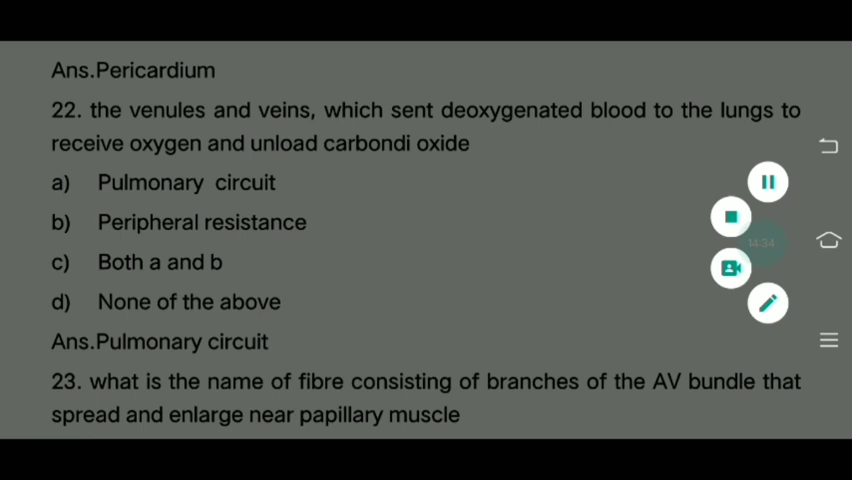 Ans.Pericardium
22. the venules and veins, which sent deoxygenated blood to the lungs to
receive oxygen and unload carbondi oxide
a) Pulmonary circuit
b) Peripheral resistance
c) Both a and b
d) None of the above
Ans.Pulmonary circuit
23. what is the name of fibre consisting of branches of the AV bundle that
spread and enlarge near papillary muscle
14:34